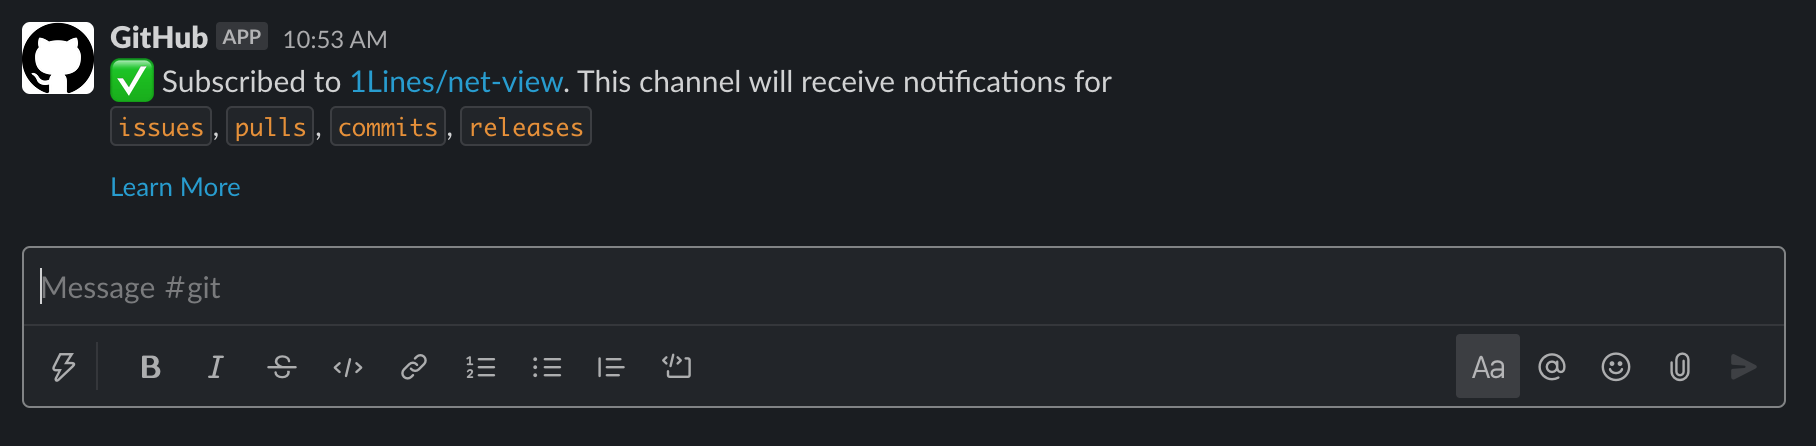 GitHub APP 10:53 AM
✅ Subscribed to 1Lines/net-view. This channel will receive notifications for
issues, pulls, commits, releases
Learn More
Message #git
B I S </> Aa @